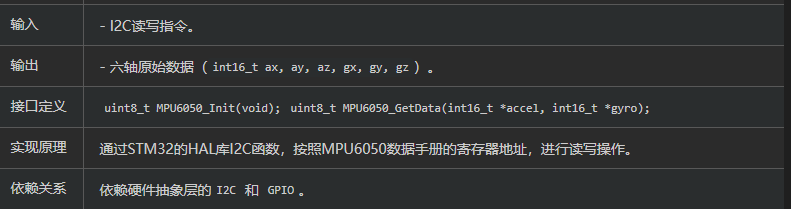 输入 - I2C读写指令。
输出 - 六轴原始数据（int16_t ax, ay, az, gx, gy, gz）。
接口定义 uint8_t MPU6050_Init(void); uint8_t MPU6050_GetData(int16_t *accel, int16_t *gyro);
实现原理 通过STM32的HAL库I2C函数，按照MPU6050数据手册的寄存器地址，进行读写操作。
依赖关系 依赖硬件抽象层的 I2C 和 GPIO。